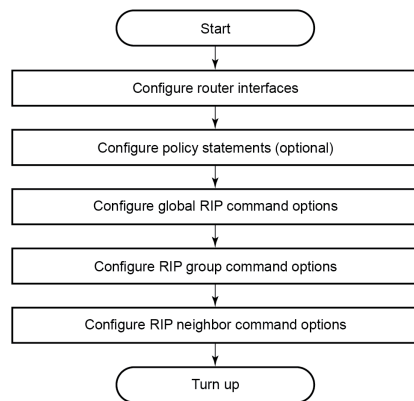 Start
Configure router interfaces
Configure policy statements (optional)
Configure global RIP command options
Configure RIP group command options
Configure RIP neighbor command options
Turn up